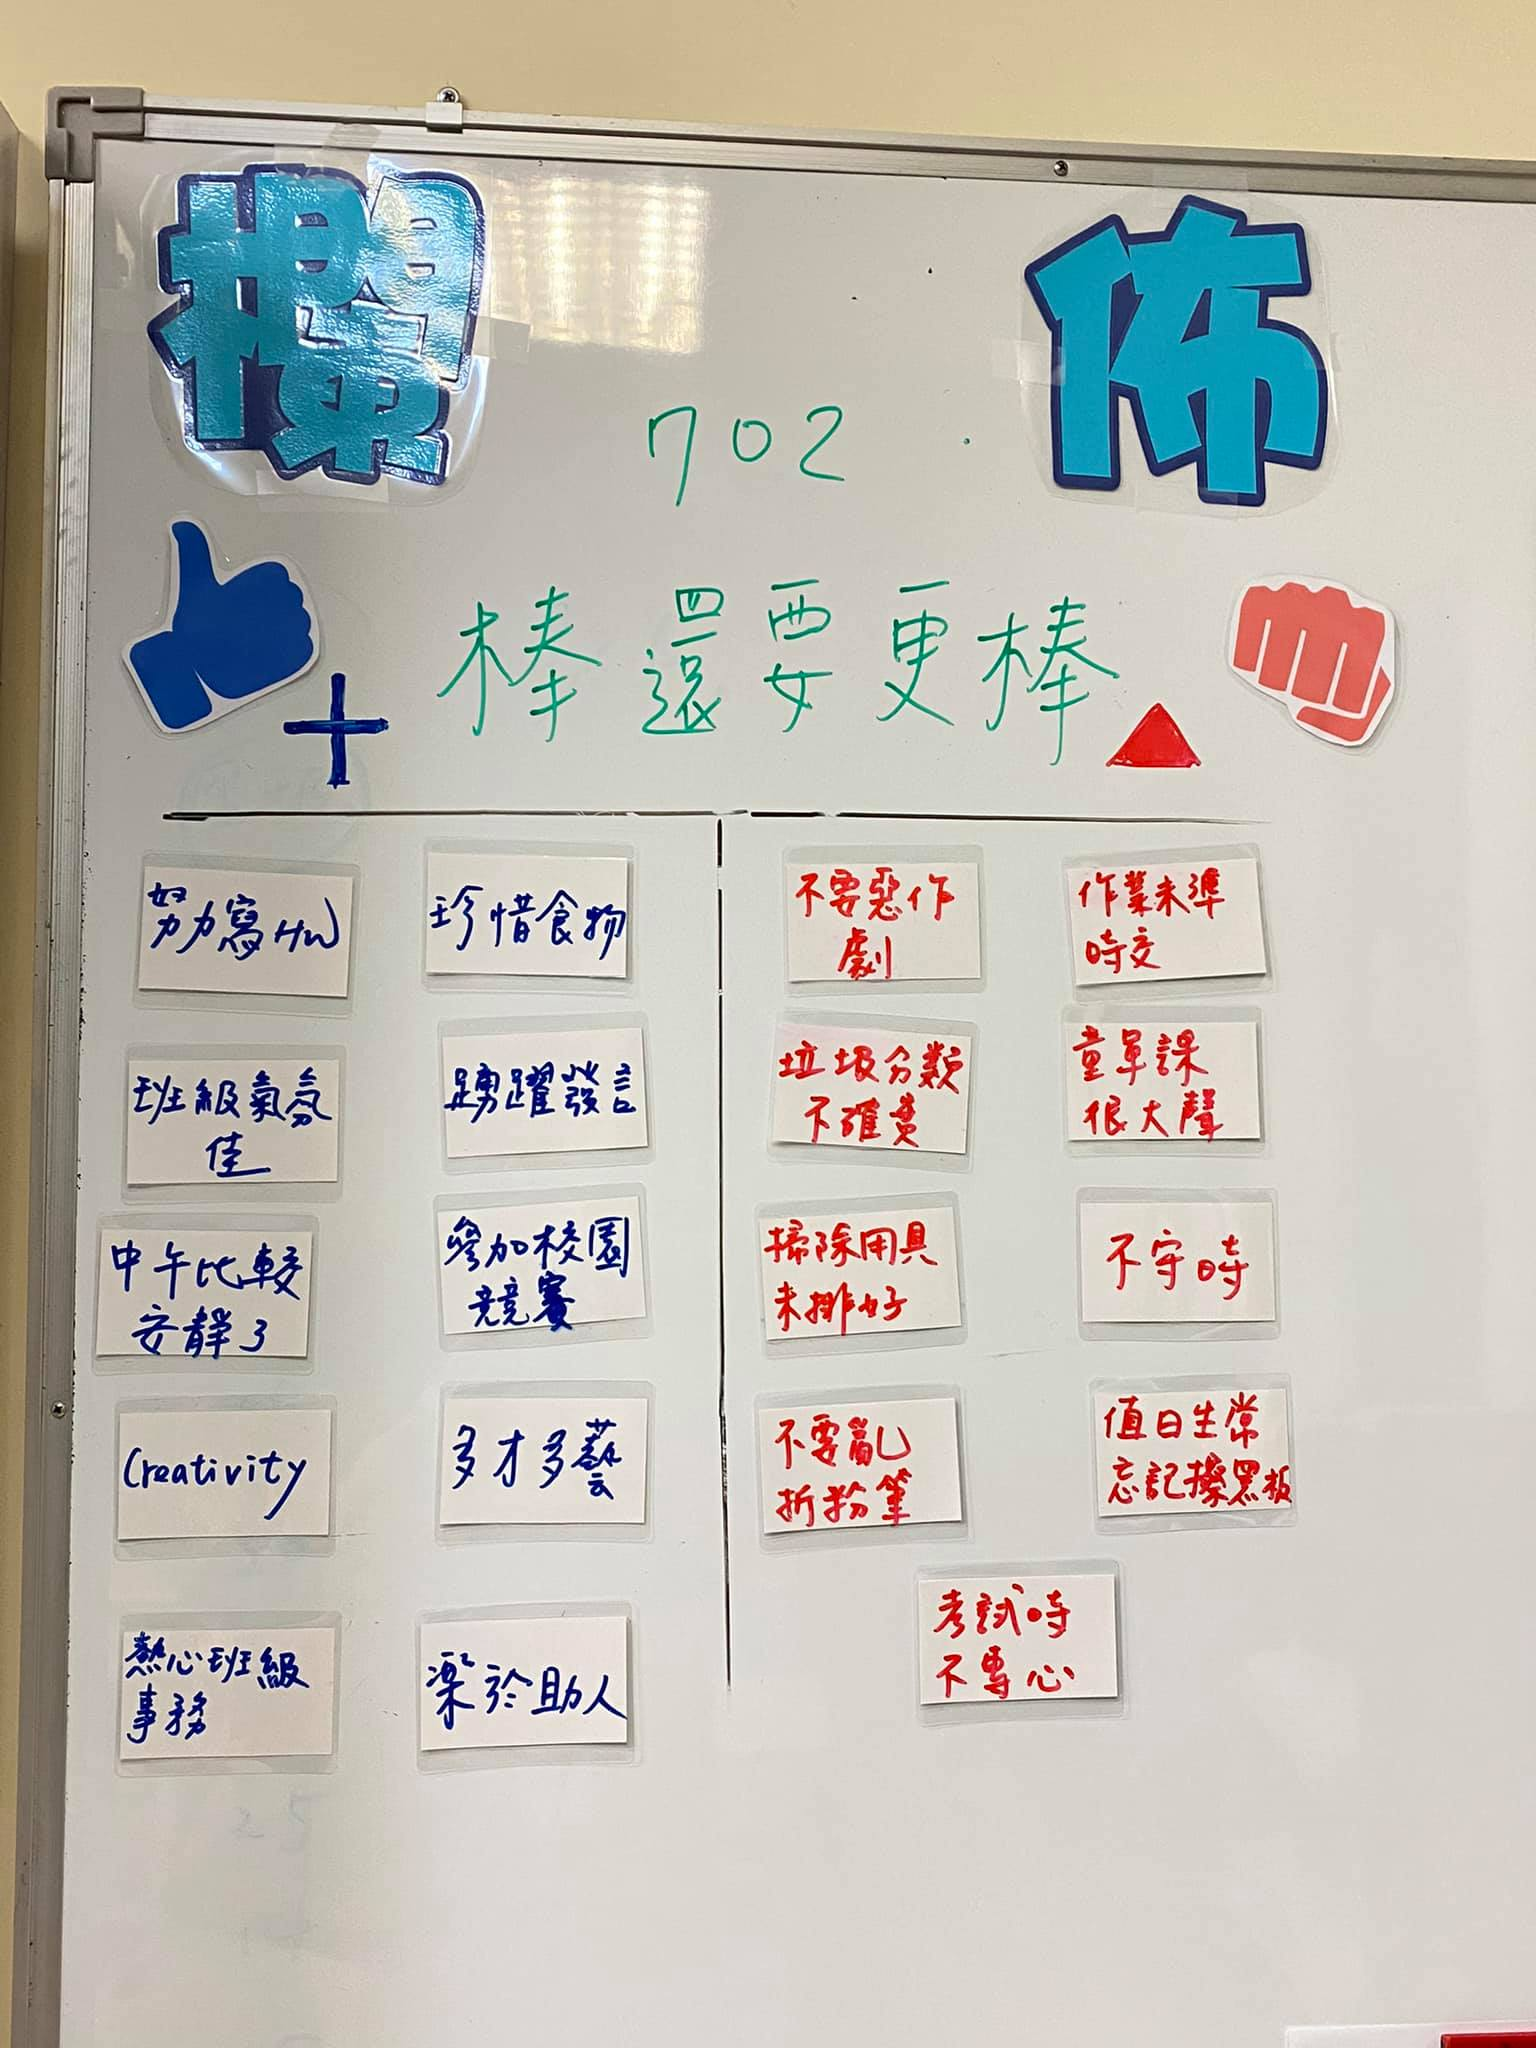 欄 佈
702
棒還要更棒
努力寫HW
珍惜食物
班級氣氛
佳
踴躍發言
中午比較
安靜了
參加校園
競賽
Creativity
多才多藝
熱心班級
事務
樂於助人
不要惡作
劇
作業未準
時交
垃圾分類
不確實
童軍課
很大聲
掃除用具
未排好
不守時
不要亂
折粉筆
值日生常
忘記擦黑板
考試時
不專心